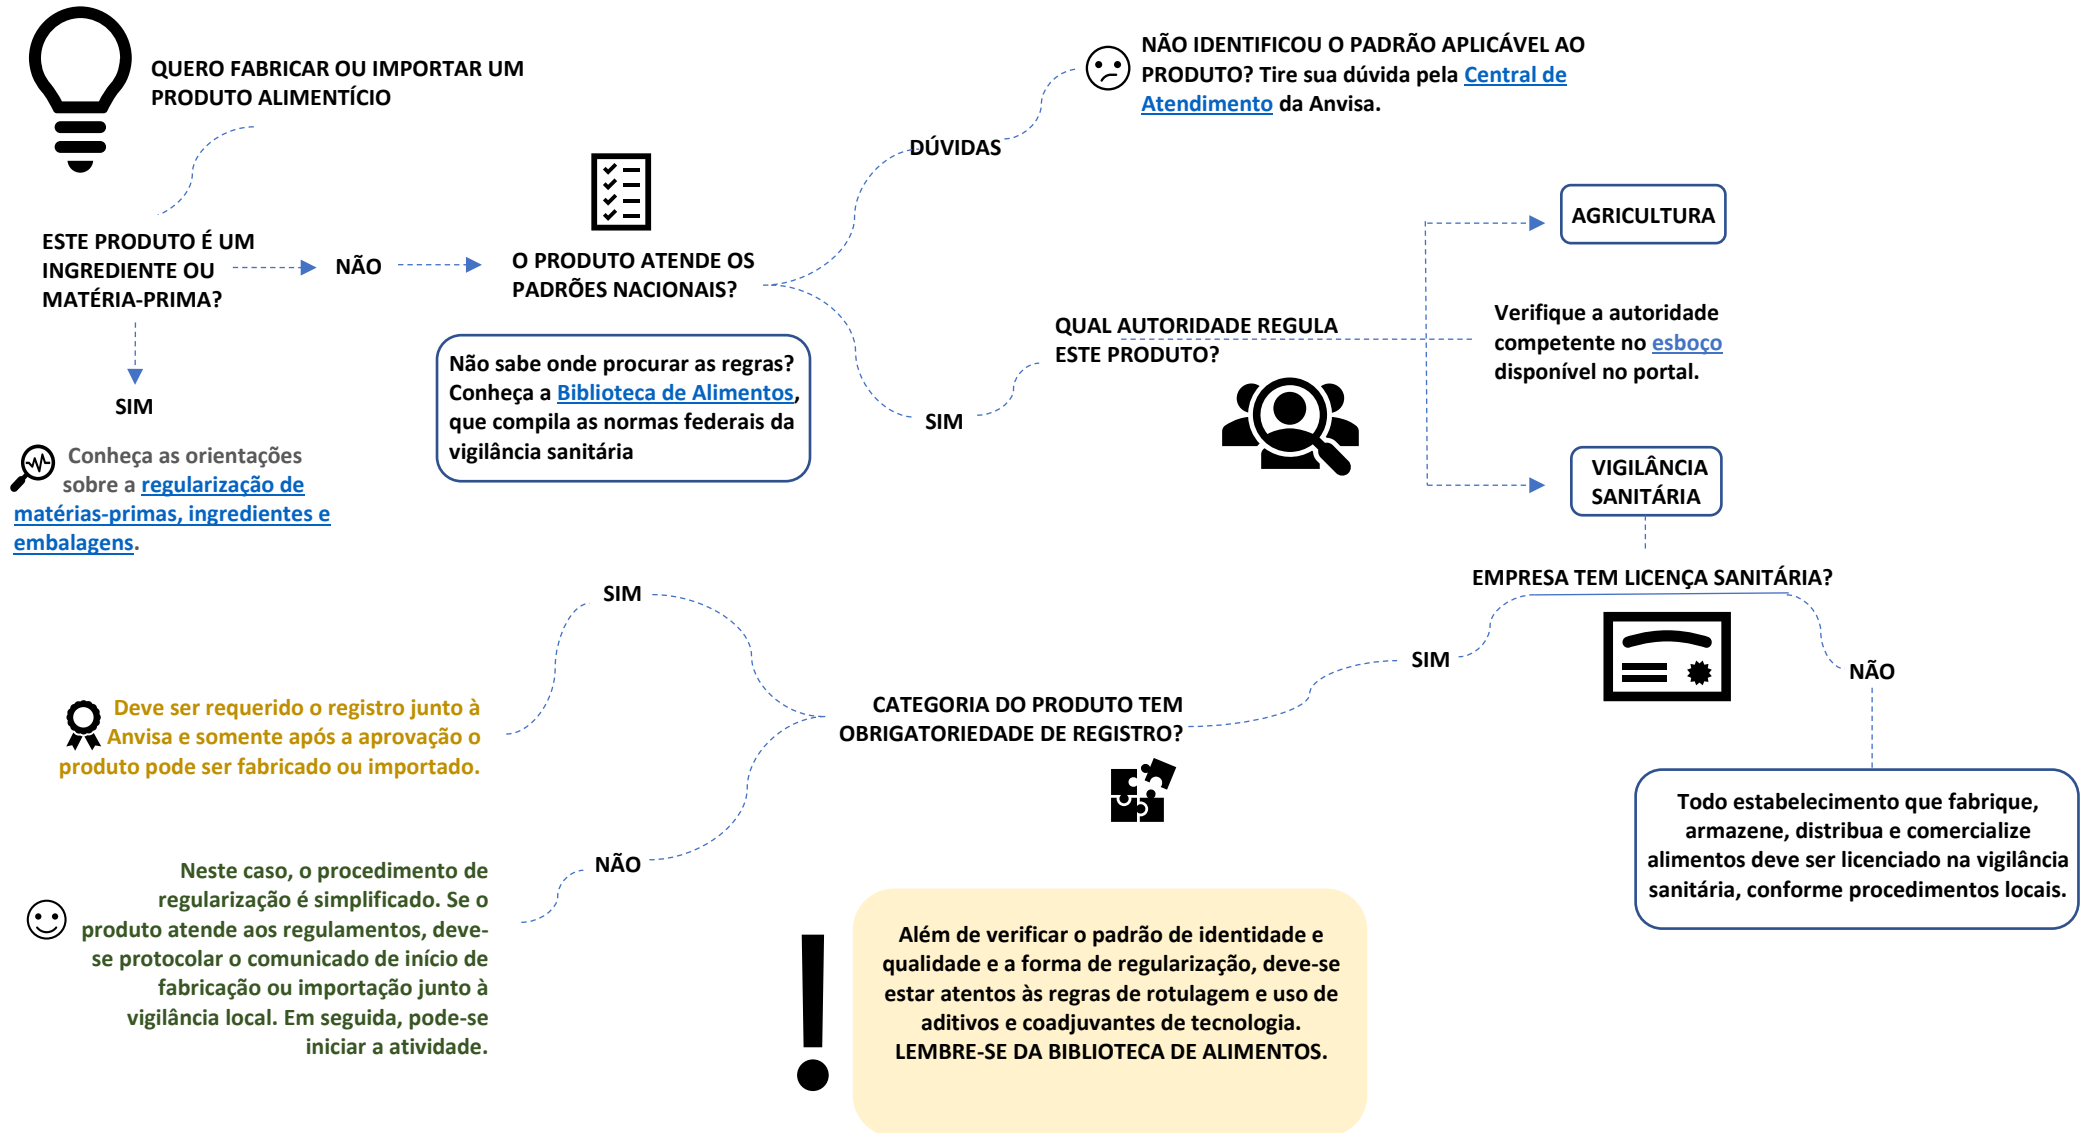 QUERO FABRICAR OU IMPORTAR UM
PRODUTO ALIMENTÍCIO
NÃO IDENTIFICOU O PADRÃO APLICÁVEL AO
PRODUTO? Tire sua dúvida pela Central de
Atendimento da Anvisa.
DÚVIDAS
ESTE PRODUTO É UM
INGREDIENTE OU
MATÉRIA-PRIMA?
NÃO
O PRODUTO ATENDE OS
PADRÕES NACIONAIS?
AGRICULTURA
Não sabe onde procurar as regras?
Conheça a Biblioteca de Alimentos,
que compila as normas federais da
vigilância sanitária
QUAL AUTORIDADE REGULA
ESTE PRODUTO?
Verifique a autoridade
competente no esboço
disponível no portal.
SIM
SIM
Conheça as orientações
sobre a regularização de
matérias-primas, ingredientes e
embalagens.
VIGILÂNCIA
SANITÁRIA
EMPRESA TEM LICENÇA SANITÁRIA?
SIM
NÃO
Todo estabelecimento que fabrique,
armazene, distribua e comercialize
alimentos deve ser licenciado na vigilância
sanitária, conforme procedimentos locais.
CATEGORIA DO PRODUTO TEM
OBRIGATORIEDADE DE REGISTRO?
SIM
Deve ser requerido o registro junto à
Anvisa e somente após a aprovação o
produto pode ser fabricado ou importado.
NÃO
Neste caso, o procedimento de
regularização é simplificado. Se o
produto atende aos regulamentos, deve-
se protocolar o comunicado de início de
fabricação ou importação junto à
vigilância local. Em seguida, pode-se
iniciar a atividade.
Além de verificar o padrão de identidade e
qualidade e a forma de regularização, deve-se
estar atentos às regras de rotulagem e uso de
aditivos e coadjuvantes de tecnologia.
LEMBRE-SE DA BIBLIOTECA DE ALIMENTOS.